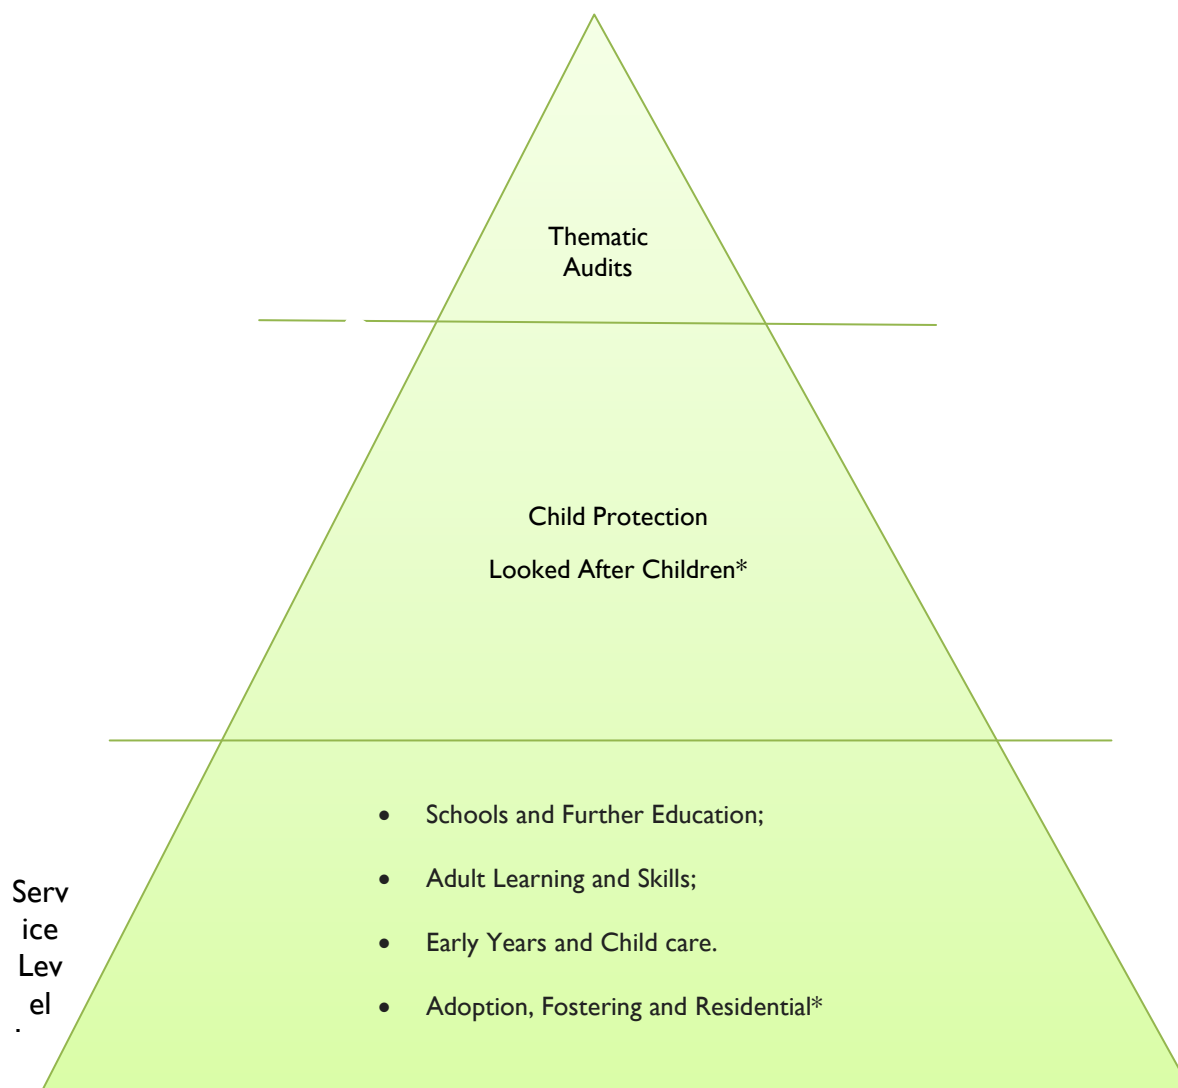 Thematic
Audits
Child Protection
Looked After Children*
• Schools and Further Education;
• Adult Learning and Skills;
• Early Years and Child care.
• Adoption, Fostering and Residential*
Serv
ice
Lev
el